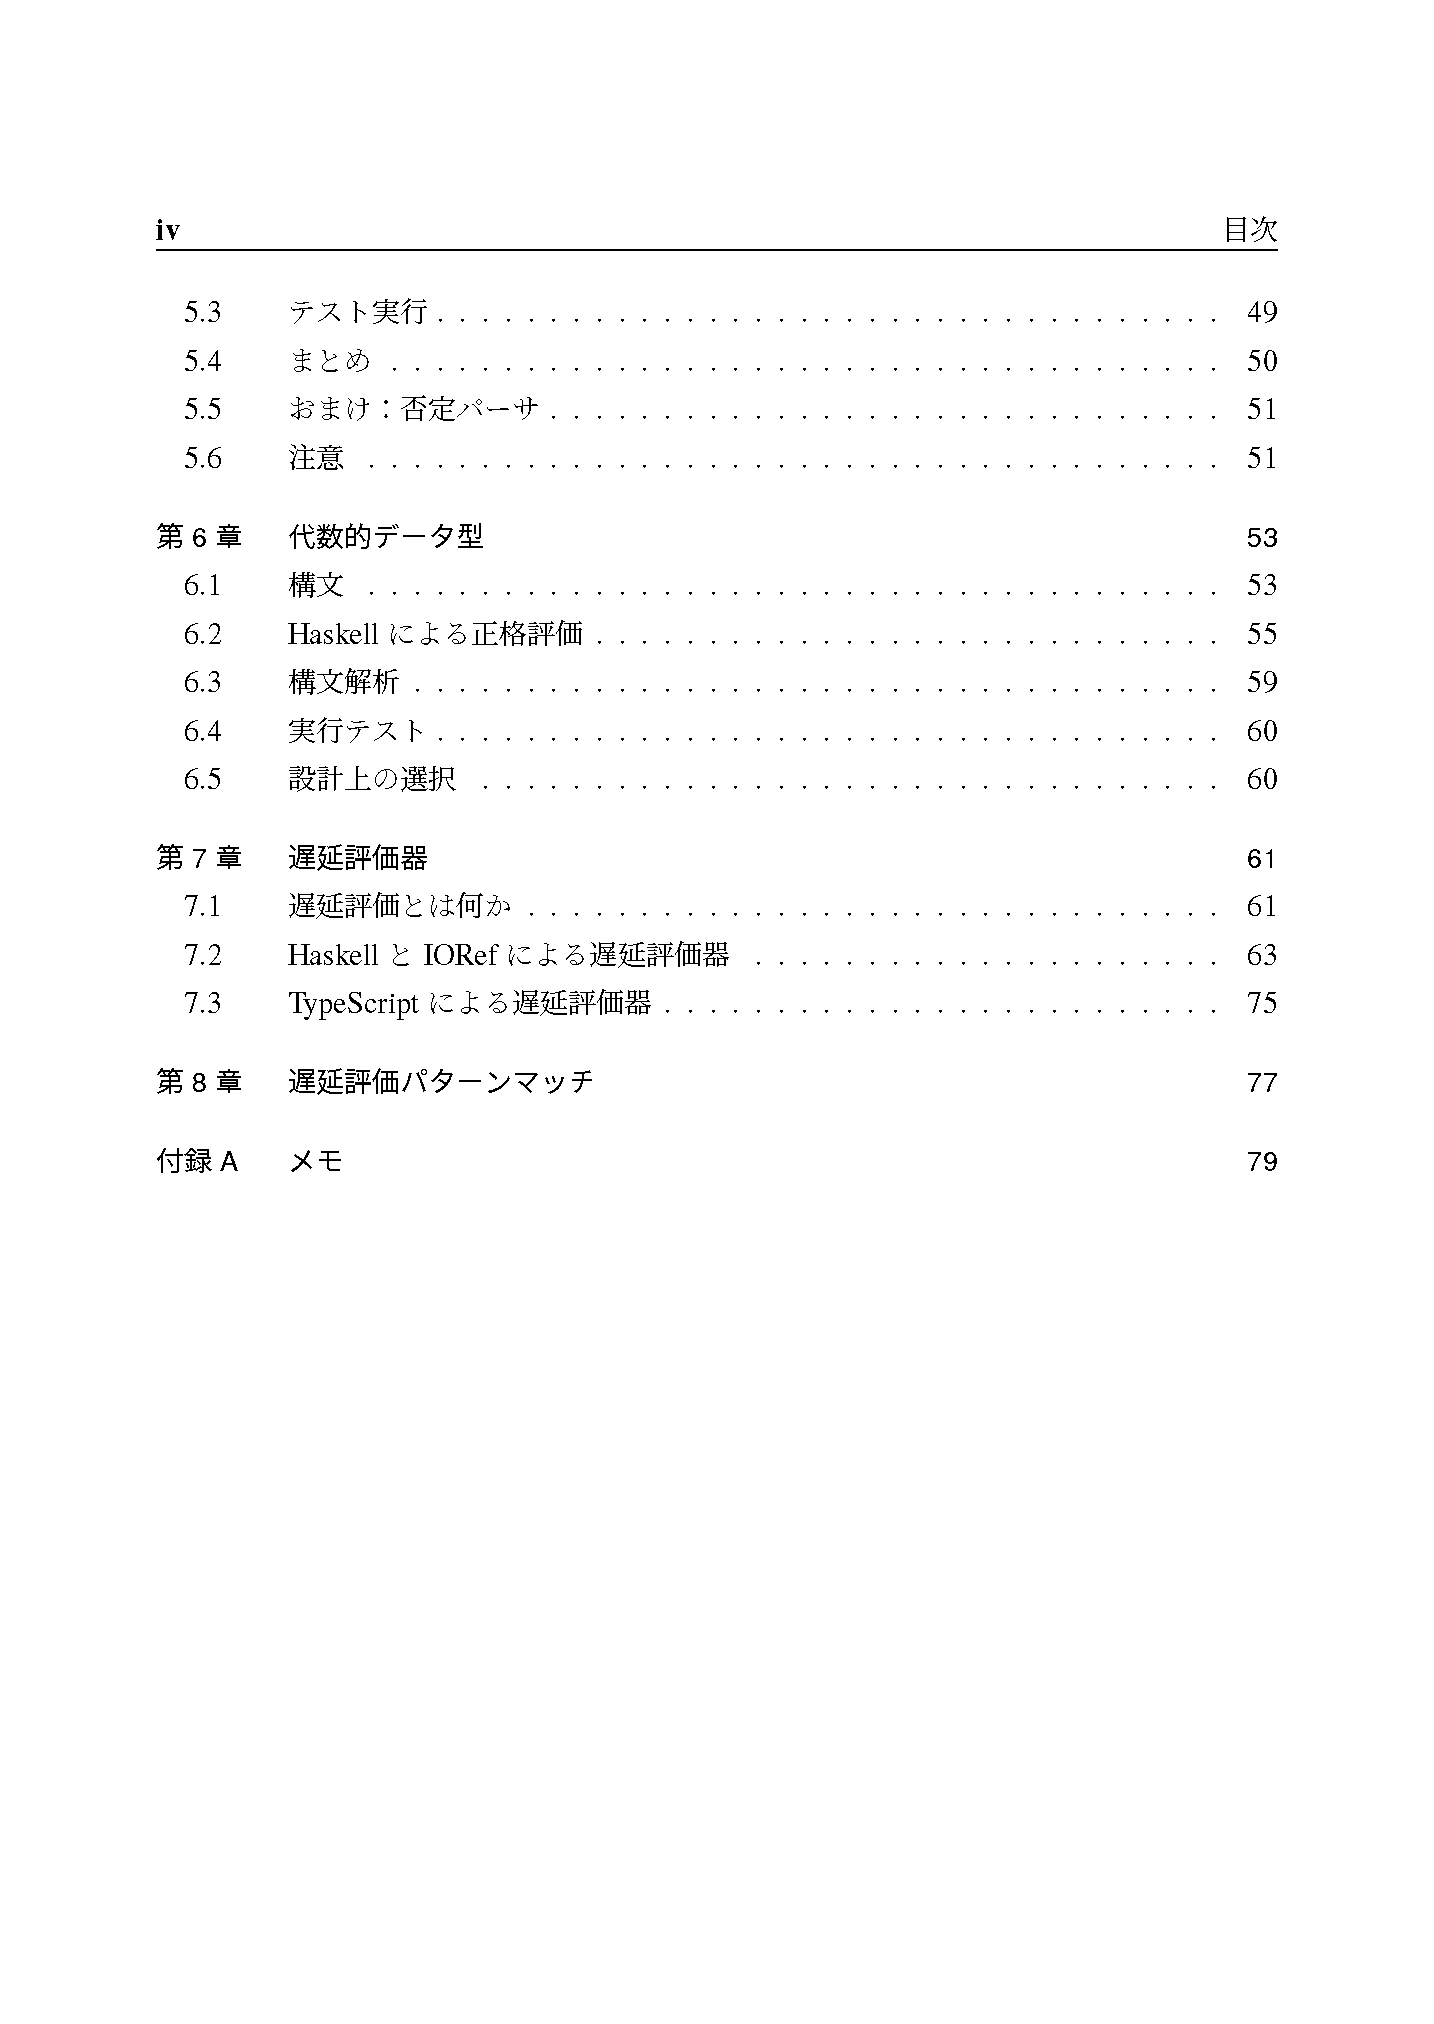 iv 目次
5.3 テスト実行 . . . . . . . . . . . . . . . . . . . . . . . . . . . . . . . . . . . 49
5.4 まとめ . . . . . . . . . . . . . . . . . . . . . . . . . . . . . . . . . . . . . 50
5.5 おまけ：否定パーサ . . . . . . . . . . . . . . . . . . . . . . . . . . . . . . 51
5.6 注意 . . . . . . . . . . . . . . . . . . . . . . . . . . . . . . . . . . . . . . 51
第 6 章 代数的データ型 53
6.1 構文 . . . . . . . . . . . . . . . . . . . . . . . . . . . . . . . . . . . . . . 53
6.2 Haskell による正格評価 . . . . . . . . . . . . . . . . . . . . . . . . . . . . 55
6.3 構文解析 . . . . . . . . . . . . . . . . . . . . . . . . . . . . . . . . . . . . 59
6.4 実行テスト . . . . . . . . . . . . . . . . . . . . . . . . . . . . . . . . . . . 60
6.5 設計上の選択 . . . . . . . . . . . . . . . . . . . . . . . . . . . . . . . . . 60
第 7 章 遅延評価器 61
7.1 遅延評価とは何か . . . . . . . . . . . . . . . . . . . . . . . . . . . . . . . 61
7.2 Haskell と IORef による遅延評価器 . . . . . . . . . . . . . . . . . . . . . 63
7.3 TypeScript による遅延評価器 . . . . . . . . . . . . . . . . . . . . . . . . . 75
第 8 章 遅延評価パターンマッチ 77
付録 A メモ 79